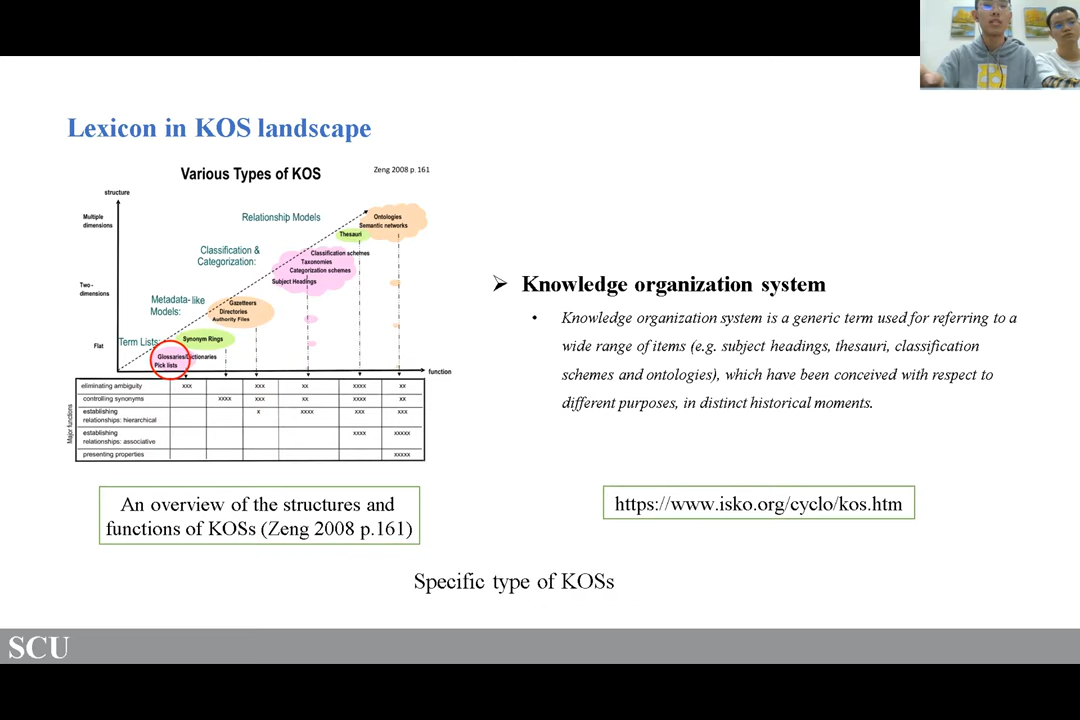 Lexicon in KOS landscape
Various Types of KOS
Zeng 2008 p. 161
structure
Multiple
dimensions
Relationship Models
Ontologies
Semantic networks
Thesauri
Classification &
Categorization:
Classification schemes
Taxonomies
Categorization schemes
Subject Headings
Two-
dimensions
Metadata-like
Models:
Gazetteers
Directories
Authority Files
Flat
Term Lists:
Synonym Rings
Glossaries/Dictionaries
Pick lists
function
Major functions
eliminating ambiguity xxx xxx xx xxxx xx
controlling synonyms xxxx xxx xx xxxx xx
establishing
relationships: hierarchical x xxxx xxx xxx
establishing
relationships: associative xxxx xxxxx
presenting properties xxxxx
An overview of the structures and
functions of KOSs (Zeng 2008 p.161)
➢ Knowledge organization system
• Knowledge organization system is a generic term used for referring to a
wide range of items (e.g. subject headings, thesauri, classification
schemes and ontologies), which have been conceived with respect to
different purposes, in distinct historical moments.
https://www.isko.org/cyclo/kos.htm
Specific type of KOSs
SCU